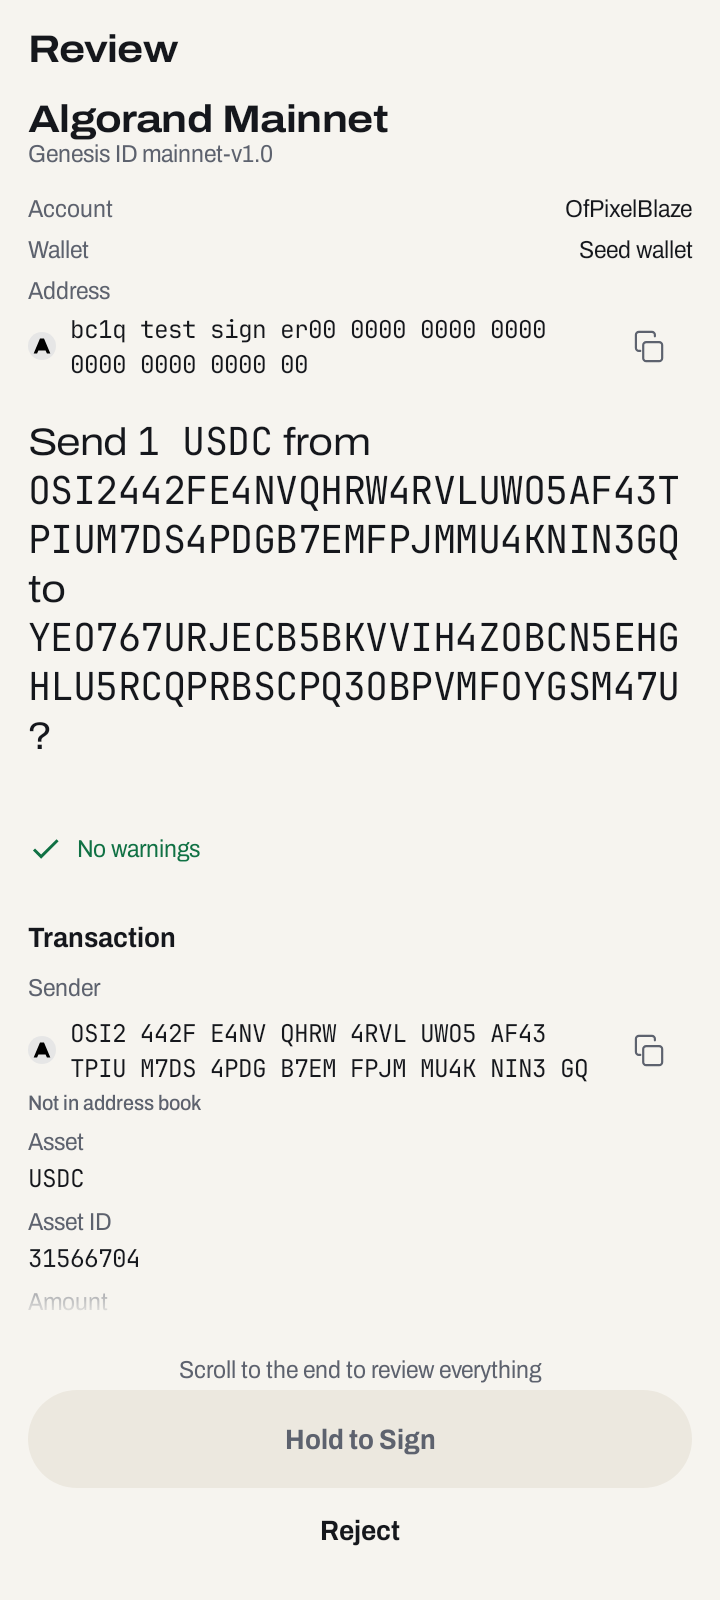 Review
Algorand Mainnet
Genesis ID mainnet-v1.0
Account OfPixelBlaze
Wallet Seed wallet
Address
bc1q test sign er00 0000 0000 0000
0000 0000 0000 00
Send 1 USDC from
OSI2442FE4NVQHRW4RVLUWO5AF43T
PIUM7DS4PDGB7EMFPJMMU4KNIN3GQ
to
YEO767URJECB5BKVVIH4ZOBCN5EHG
HLU5RCQPRBSCPQ3OBPVMFOYGSM47U
?
No warnings
Transaction
Sender
OSI2 442F E4NV QHRW 4RVL UWO5 AF43
TPIU M7DS 4PDG B7EM FPJM MU4K NIN3 GQ
Not in address book
Asset
USDC
Asset ID
31566704
Amount
Scroll to the end to review everything
Hold to Sign
Reject